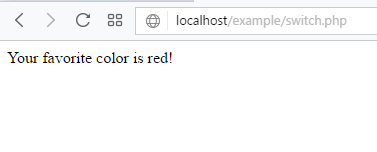 localhost/example/switch.php
Your favorite color is red!